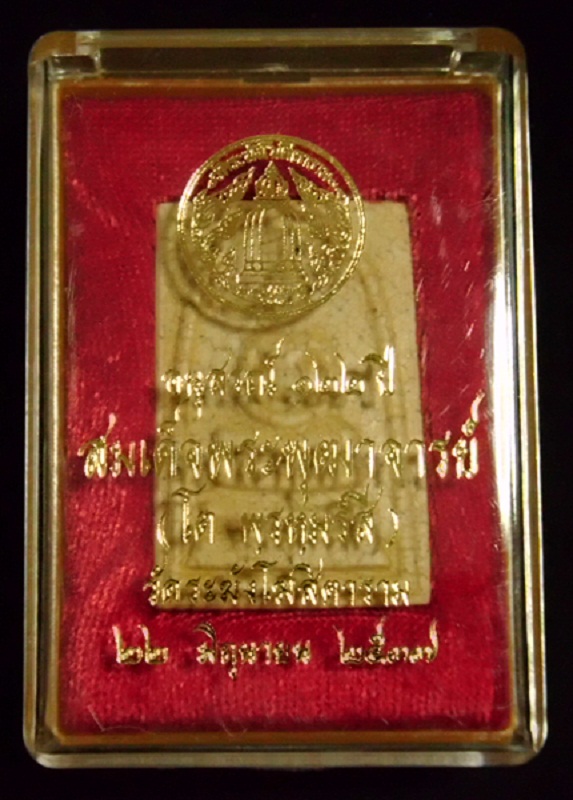 อนุสรณ์ ๑๒๒ ปี
สมเด็จพระพุฒาจารย์
(โต พฺรหฺมรํสี)
วัดระฆังโฆสิตาราม
๒๒ มิถุนายน ๒๕๓๗